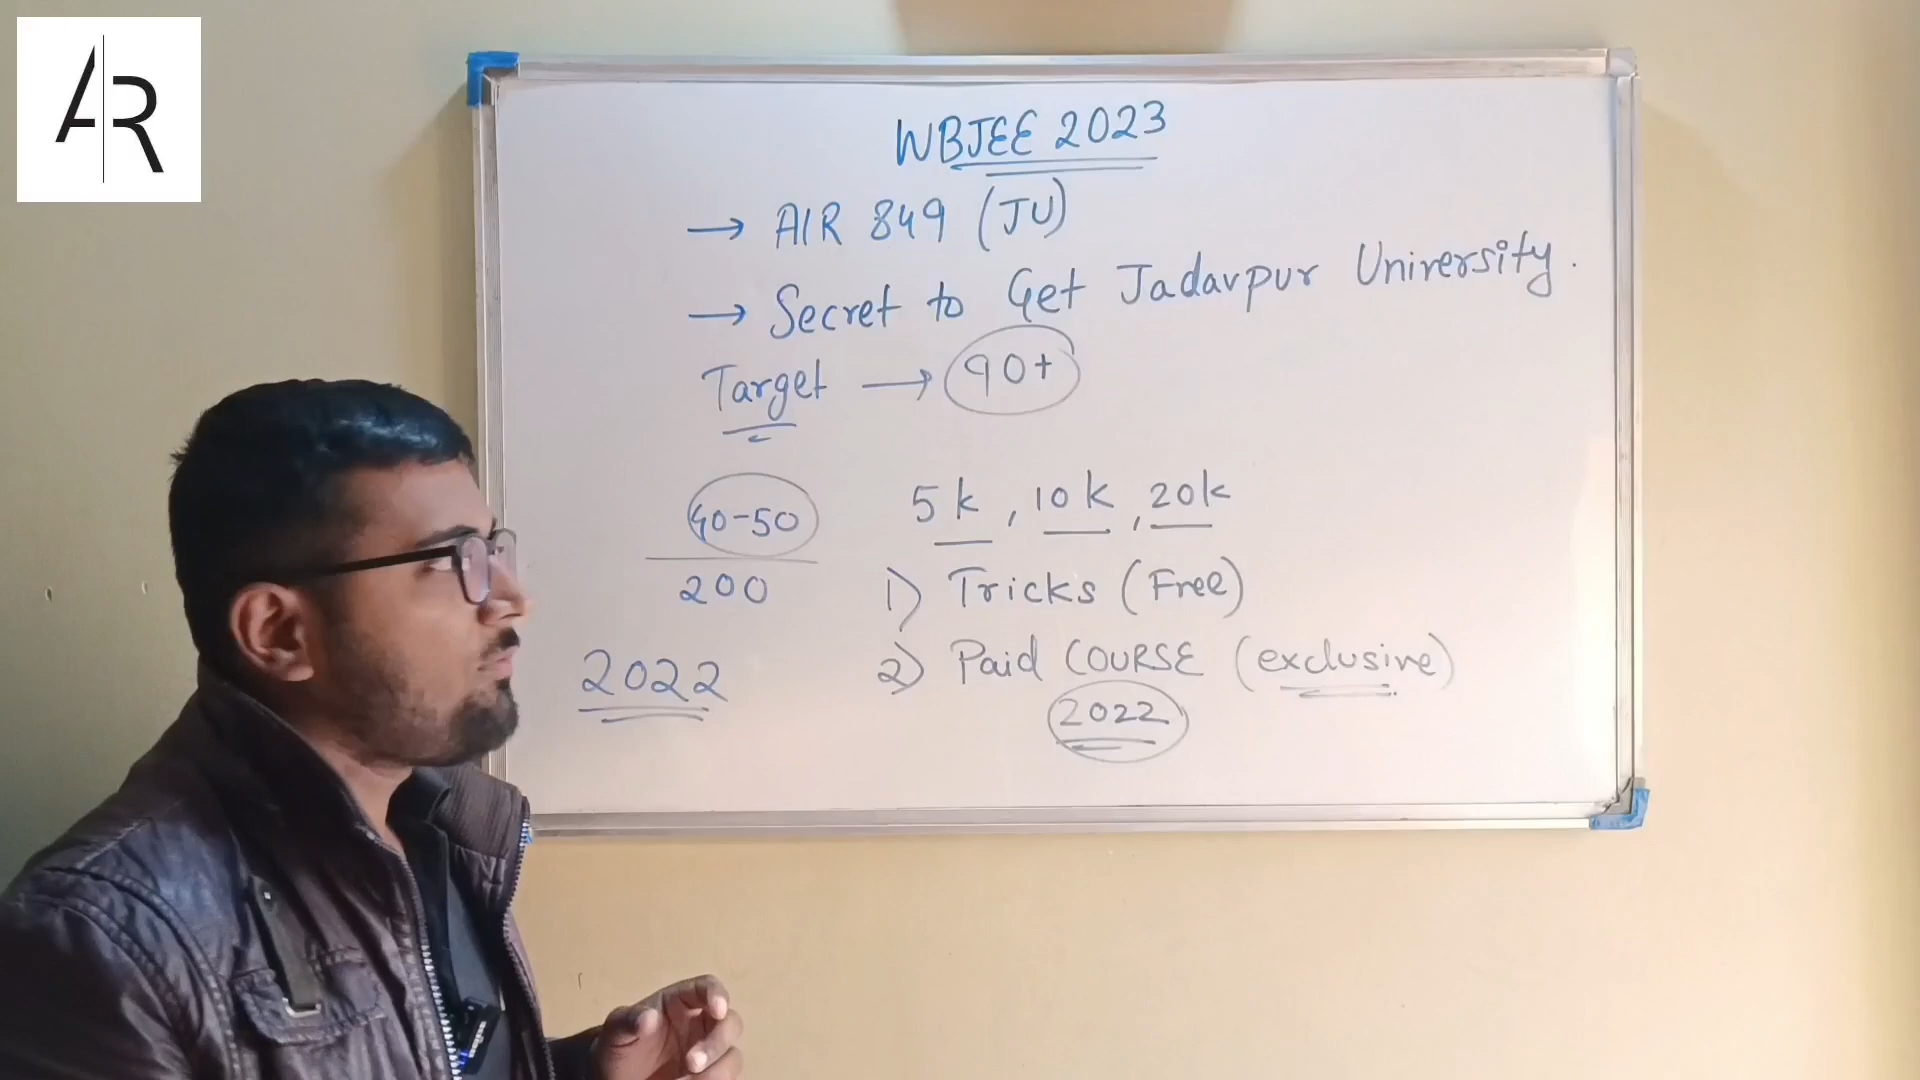 AR
WBJEE 2023
→ AIR 849 (JU)
→ Secret to Get Jadavpur University.
Target → 90+
40-50
200
5k, 10k, 20k
1) Tricks (Free)
2) Paid COURSE (exclusive)
2022
2022